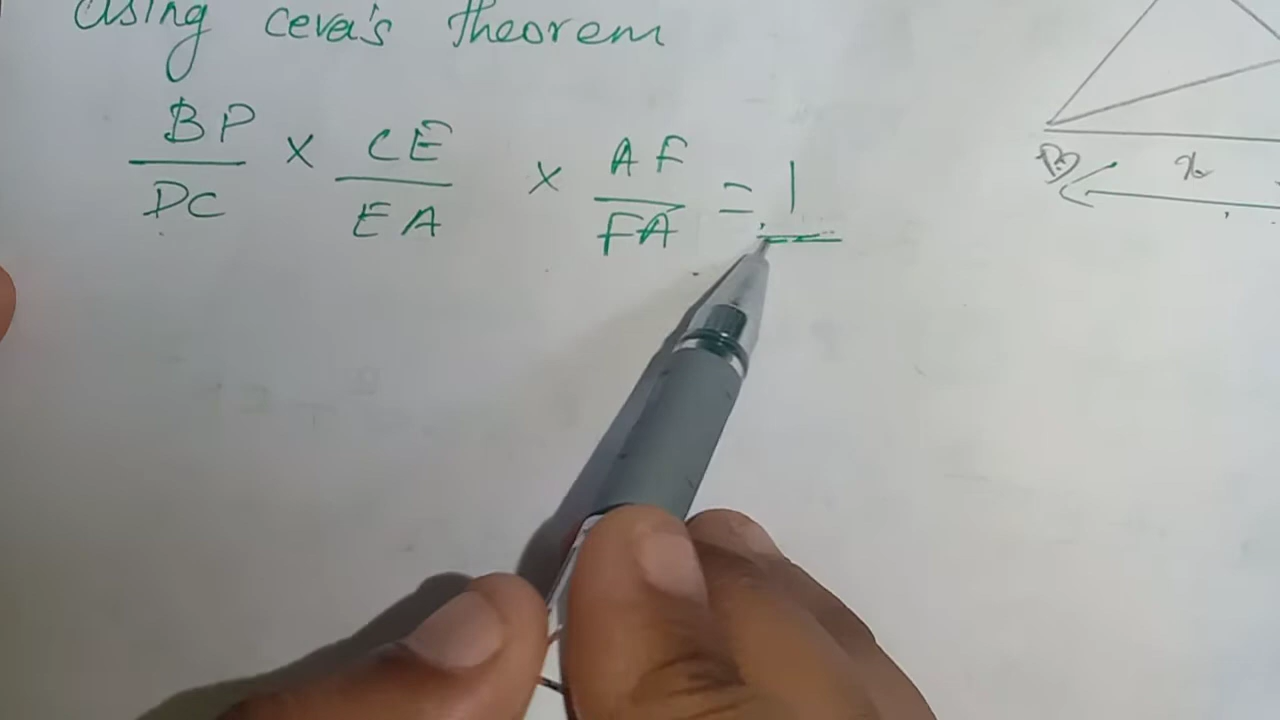 Using ceva's theorem
BP/DC × CE/EA × AF/FA = 1
B
x